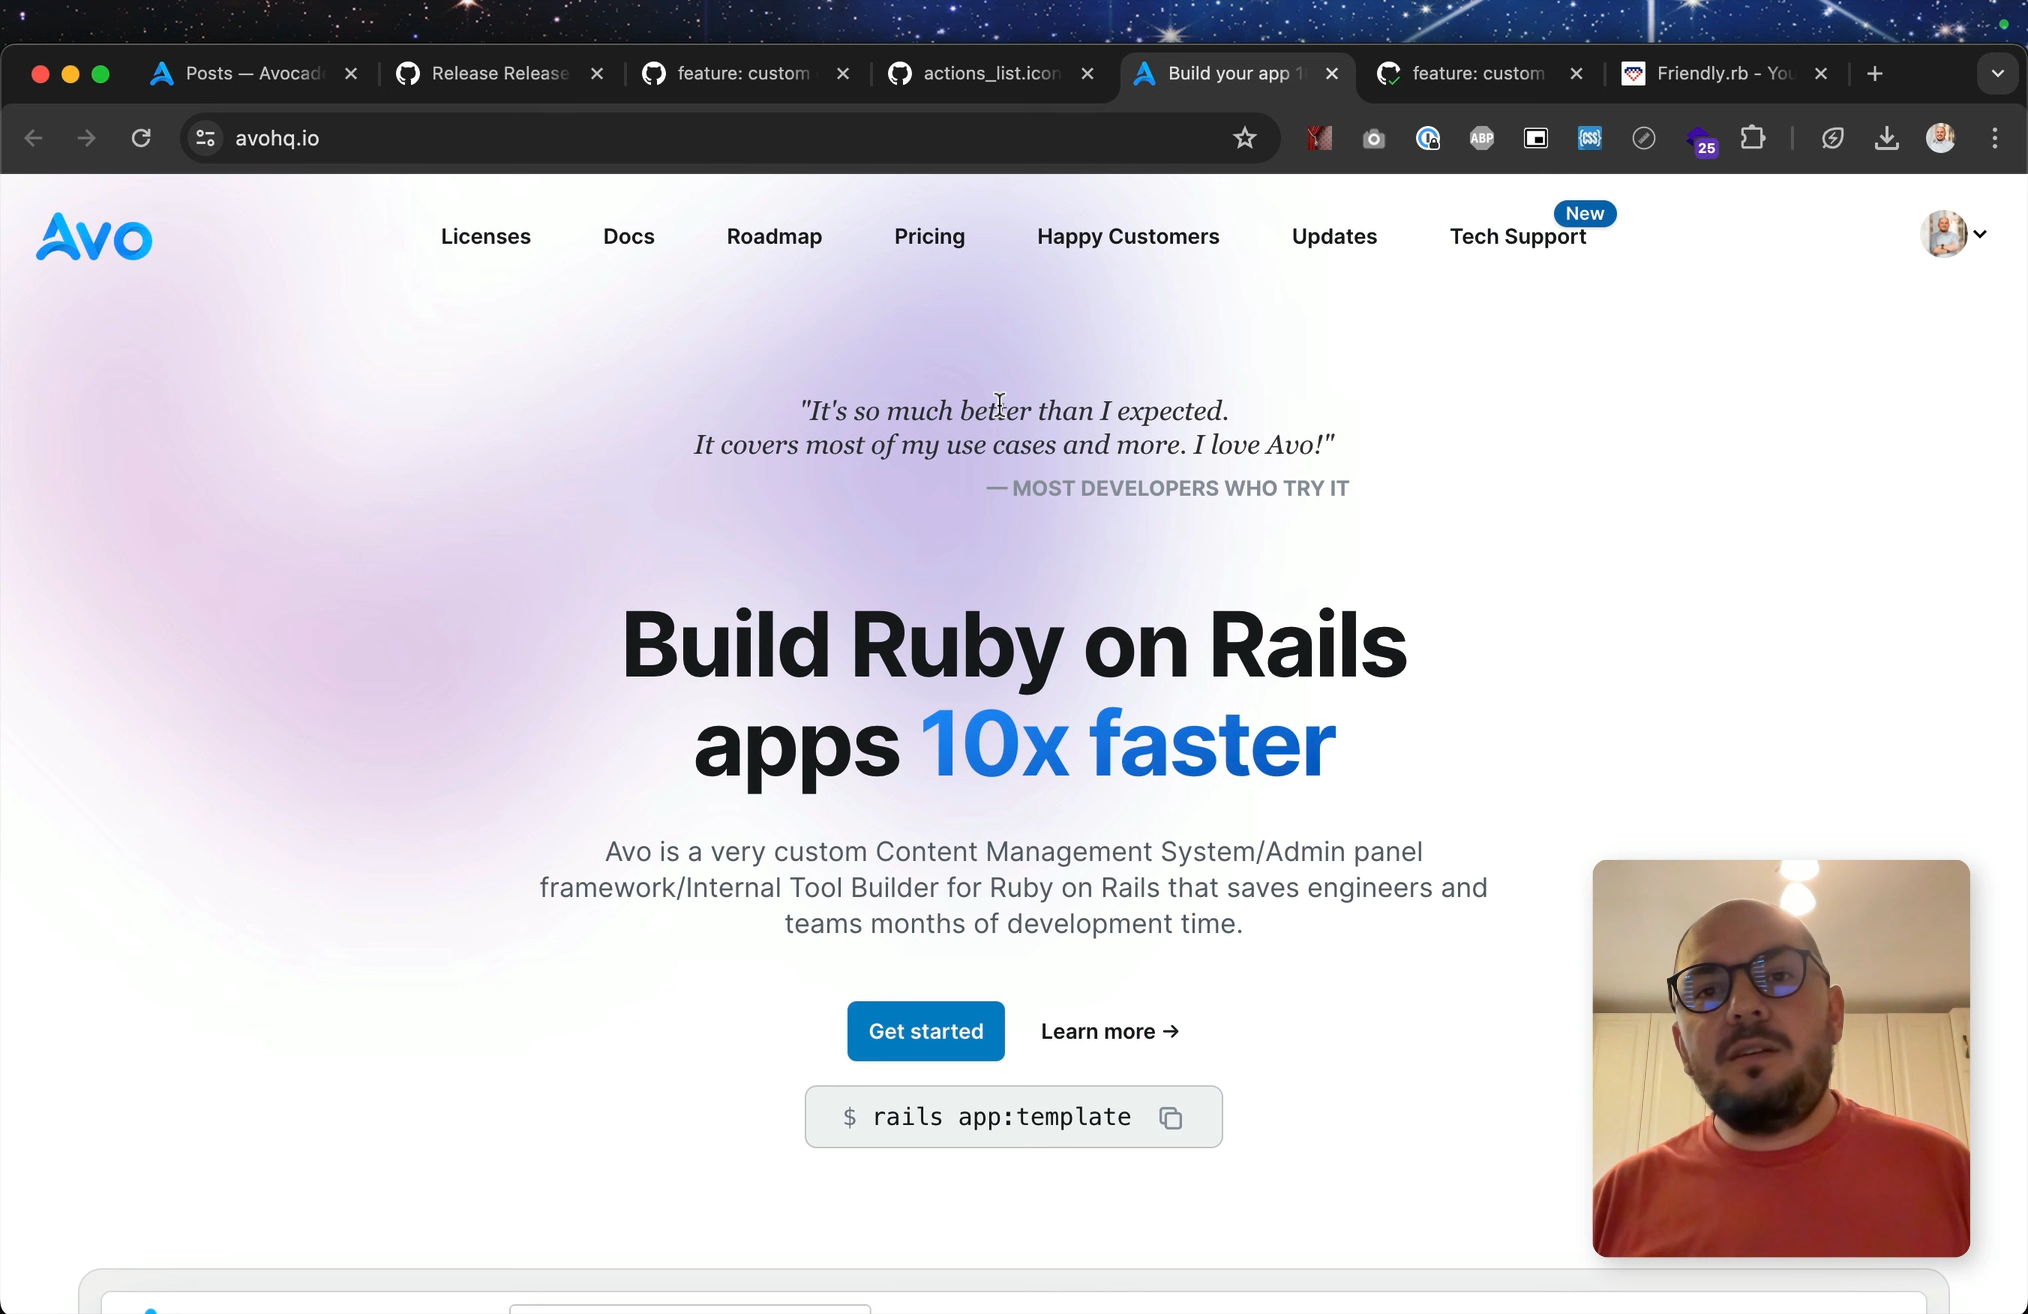 Posts — Avocad
Release Release
feature: custom
actions_list.icon
Build your app 1
feature: custom
Friendly.rb - You
avohq.io
ABP
{css}
25
Avo
Licenses
Docs
Roadmap
Pricing
Happy Customers
Updates
Tech Support
New
"It's so much better than I expected.
It covers most of my use cases and more. I love Avo!"
— MOST DEVELOPERS WHO TRY IT
Build Ruby on Rails
apps 10x faster
Avo is a very custom Content Management System/Admin panel
framework/Internal Tool Builder for Ruby on Rails that saves engineers and
teams months of development time.
Get started
Learn more →
$ rails app:template